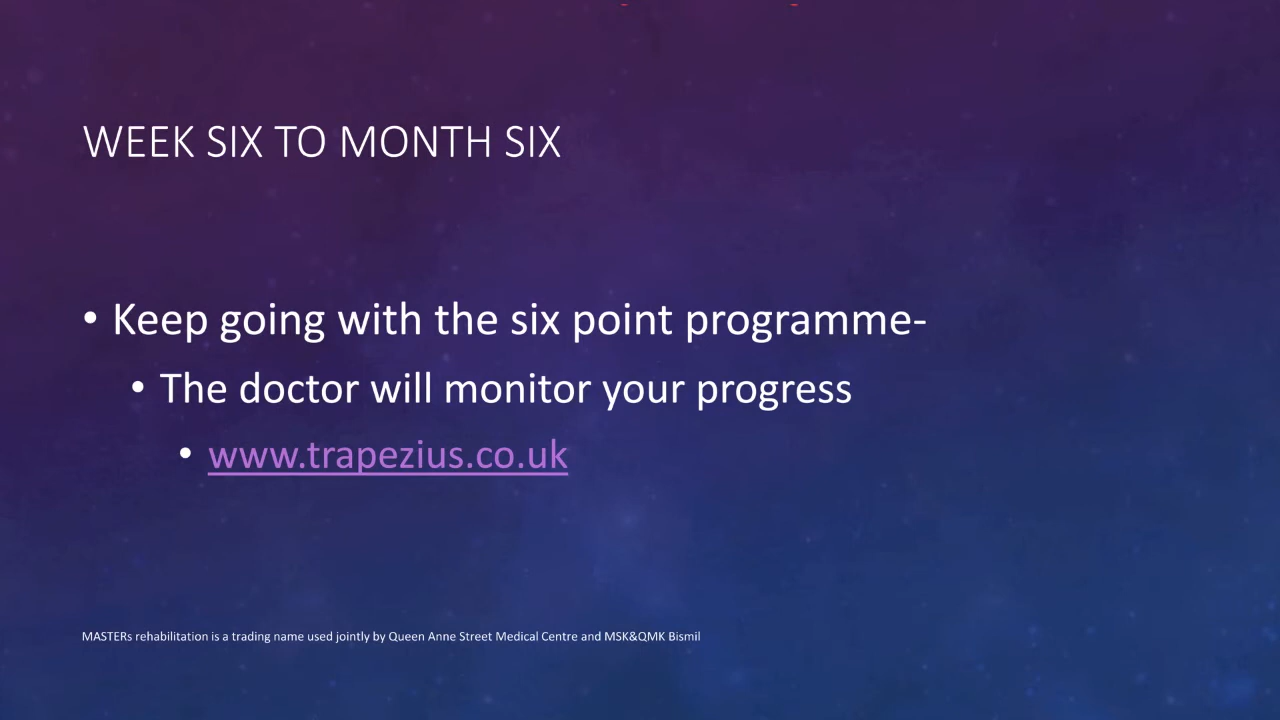 WEEK SIX TO MONTH SIX
• Keep going with the six point programme-
• The doctor will monitor your progress
• www.trapezius.co.uk
MASTERs rehabilitation is a trading name used jointly by Queen Anne Street Medical Centre and MSK&QMK Bismil